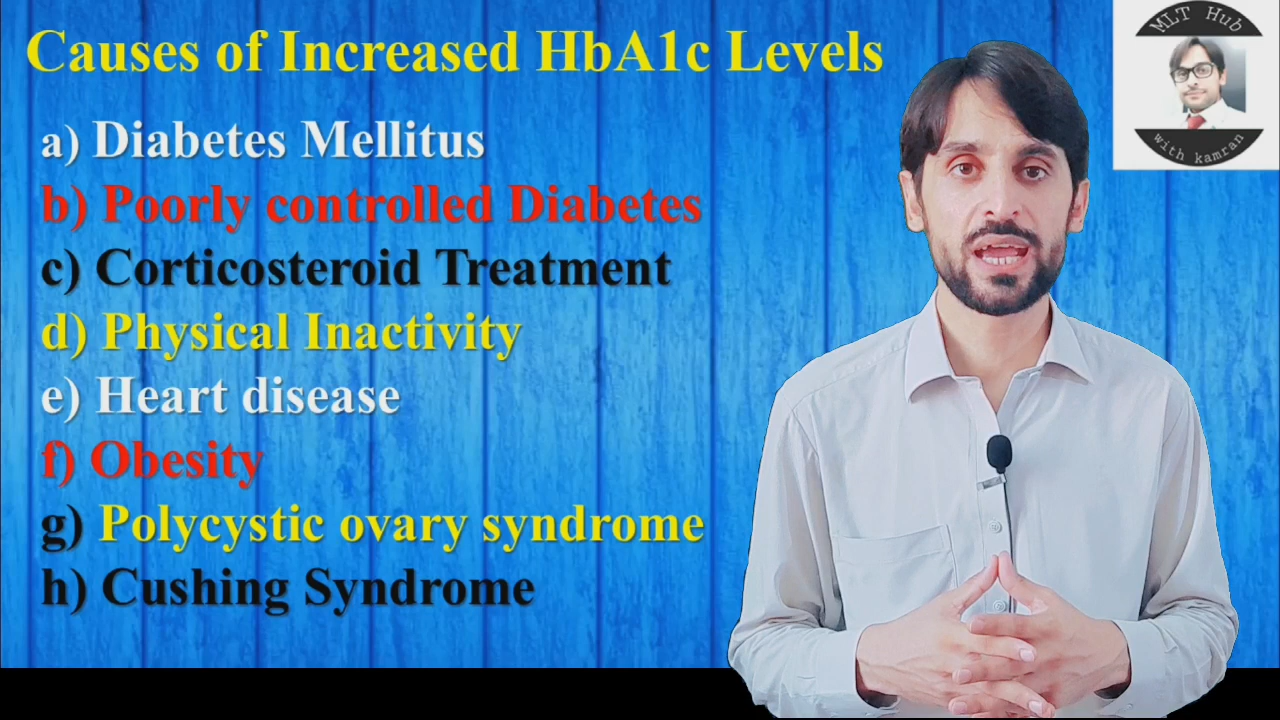 Causes of Increased HbA1c Levels
a) Diabetes Mellitus
b) Poorly controlled Diabetes
c) Corticosteroid Treatment
d) Physical Inactivity
e) Heart disease
f) Obesity
g) Polycystic ovary syndrome
h) Cushing Syndrome
MLT Hub
with kamran